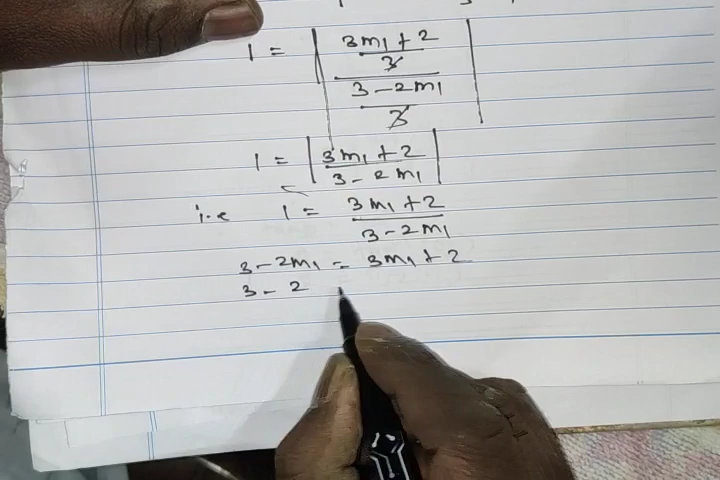 1 = | (3m₁ + 2)/3 / (3 - 2m₁)/3 |
1 = | (3m₁ + 2)/(3 - 2m₁) |
i.e 1 = (3m₁ + 2)/(3 - 2m₁)
3 - 2m₁ = 3m₁ + 2
3 - 2